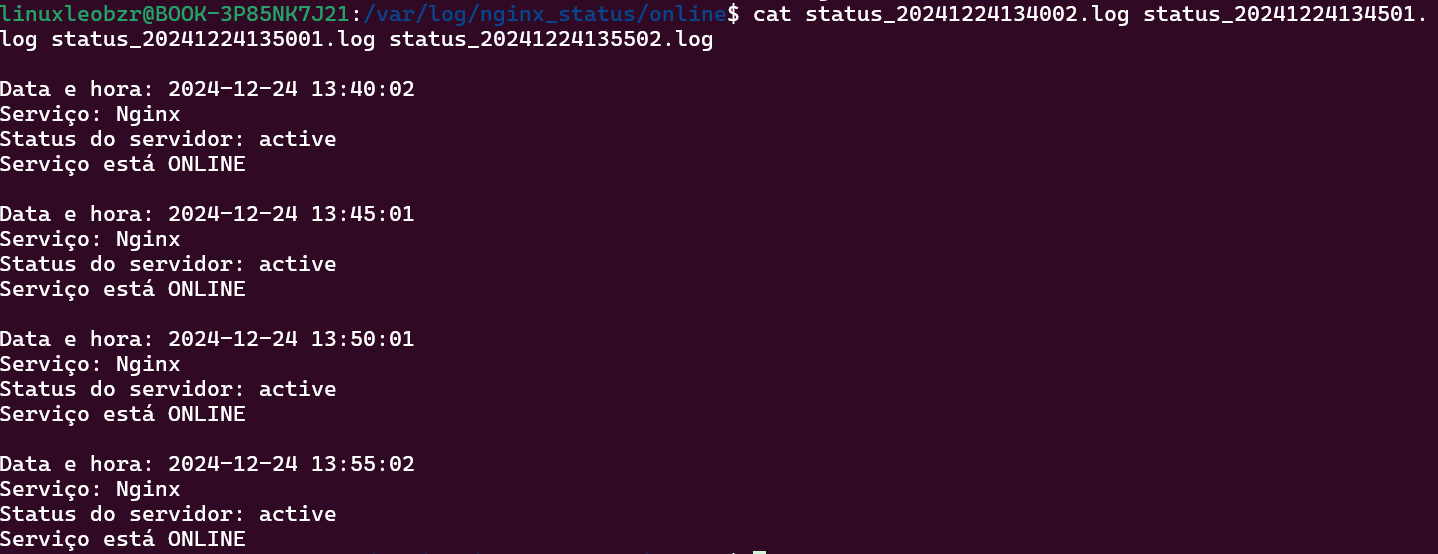 linuxleobzr@BOOK-3P85NK7J21:/var/log/nginx_status/online$ cat status_20241224134002.log status_20241224134501.
log status_20241224135001.log status_20241224135502.log
Data e hora: 2024-12-24 13:40:02
Serviço: Nginx
Status do servidor: active
Serviço está ONLINE
Data e hora: 2024-12-24 13:45:01
Serviço: Nginx
Status do servidor: active
Serviço está ONLINE
Data e hora: 2024-12-24 13:50:01
Serviço: Nginx
Status do servidor: active
Serviço está ONLINE
Data e hora: 2024-12-24 13:55:02
Serviço: Nginx
Status do servidor: active
Serviço está ONLINE